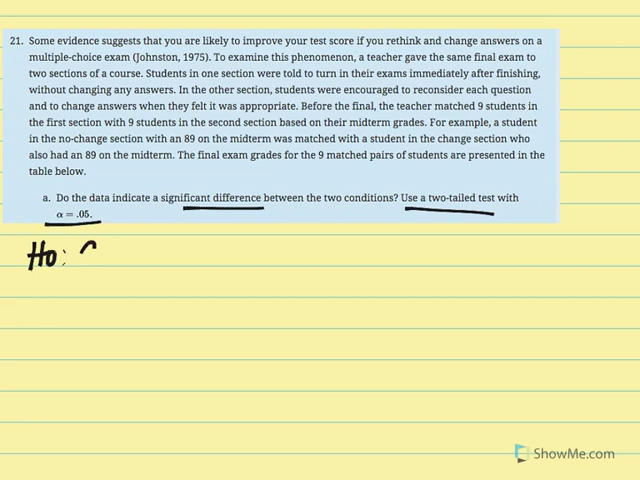 21. Some evidence suggests that you are likely to improve your test score if you rethink and change answers on a
multiple-choice exam (Johnston, 1975). To examine this phenomenon, a teacher gave the same final exam to
two sections of a course. Students in one section were told to turn in their exams immediately after finishing,
without changing any answers. In the other section, students were encouraged to reconsider each question
and to change answers when they felt it was appropriate. Before the final, the teacher matched 9 students in
the first section with 9 students in the second section based on their midterm grades. For example, a student
in the no-change section with an 89 on the midterm was matched with a student in the change section who
also had an 89 on the midterm. The final exam grades for the 9 matched pairs of students are presented in the
table below.
a. Do the data indicate a significant difference between the two conditions? Use a two-tailed test with
α = .05.
Ho:
ShowMe.com